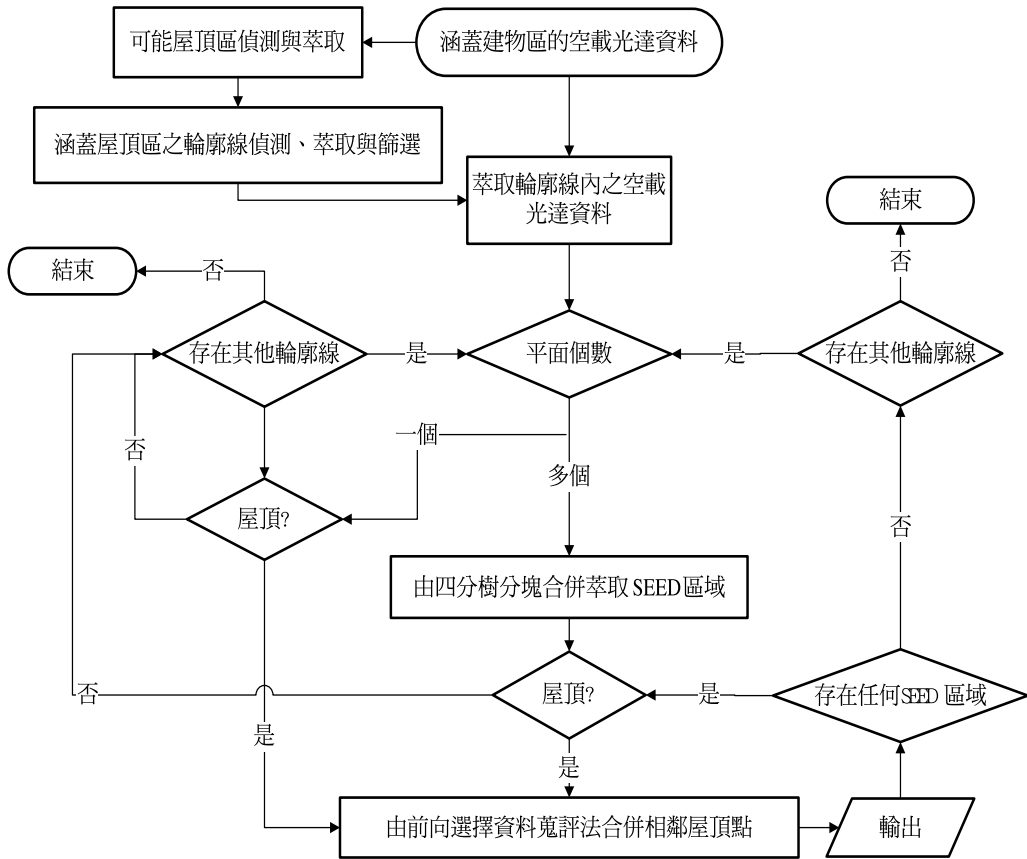 可能屋頂區偵測與萃取
涵蓋建物區的空載光達資料
涵蓋屋頂區之輪廓線偵測、萃取與篩選
萃取輪廓線內之空載
光達資料
結束
結束
否
否
存在其他輪廓線
是
平面個數
是
存在其他輪廓線
一個
否
多個
屋頂?
否
由四分樹分塊合併萃取 SEED 區域
否
屋頂?
是
存在任何SEED 區域
是
是
由前向選擇資料蒐評法合併相鄰屋頂點
輸出